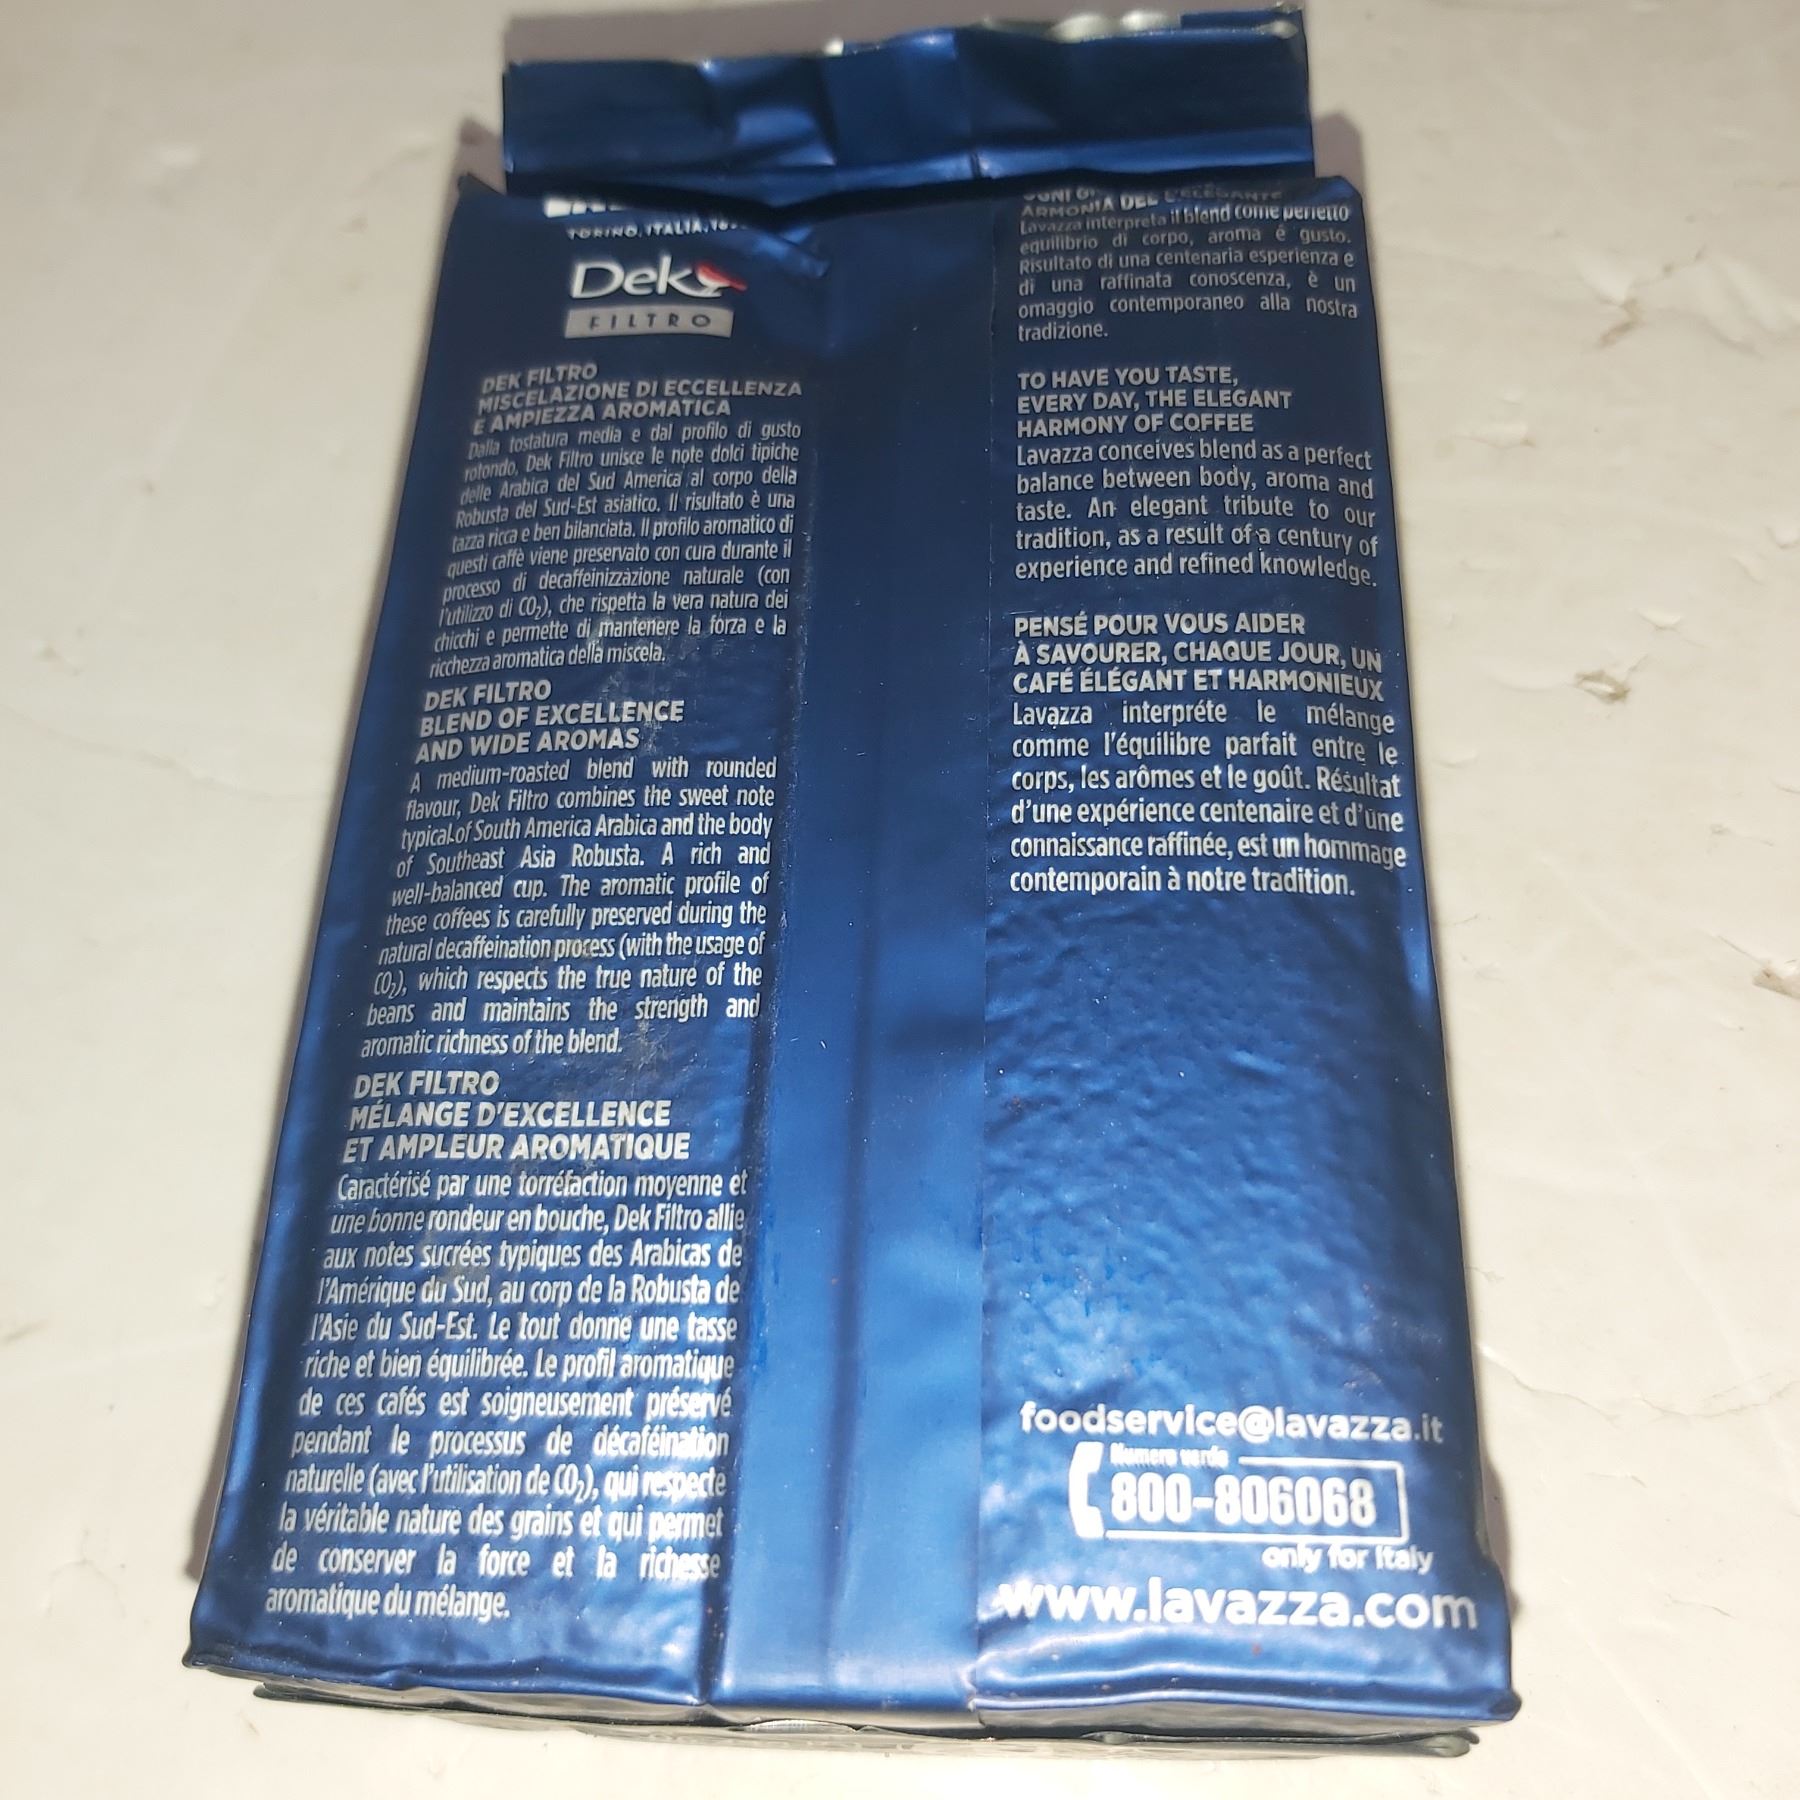 TORINO, ITALIA,
Dek
FILTRO
DEK FILTRO
MISCELAZIONE DI ECCELLENZA
E AMPIEZZA AROMATICA
Dalla tostatura media e dal profilo di gusto
rotondo, Dek Filtro unisce le note dolci tipiche
delle Arabica del Sud America al corpo della
Robusta del Sud-Est asiatico. Il risultato è una
tazza ricca e ben bilanciata. Il profilo aromatico di
questi caffè viene preservato con cura durante il
processo di decaffeinizzazione naturale (con
l'utilizzo di CO₂), che rispetta la vera natura dei
chicchi e permette di mantenere la forza e la
ricchezza aromatica della miscela.
DEK FILTRO
BLEND OF EXCELLENCE
AND WIDE AROMAS
A medium-roasted blend with rounded
flavour, Dek Filtro combines the sweet note
typical of South America Arabica and the body
of Southeast Asia Robusta. A rich and
well-balanced cup. The aromatic profile of
these coffees is carefully preserved during the
natural decaffeination process (with the usage of
CO₂), which respects the true nature of the
beans and maintains the strength and
aromatic richness of the blend.
DEK FILTRO
MÉLANGE D'EXCELLENCE
ET AMPLEUR AROMATIQUE
Caractérisé par une torréfaction moyenne et
une bonne rondeur en bouche, Dek Filtro allie
aux notes sucrées typiques des Arabicas de
l'Amérique du Sud, au corp de la Robusta de
l'Asie du Sud-Est. Le tout donne une tasse
riche et bien équilibrée. Le profil aromatique
de ces cafés est soigneusement préservé
pendant le processus de décaféination
naturelle (avec l'utilisation de CO₂), qui respecte
la véritable nature des grains et qui permet
de conserver la force et la richesse
aromatique du mélange.
OGNI
ARMONIA DEL
Lavazza interpreta il blend come perfetto
equilibrio di corpo, aroma é gusto.
Risultato di una centenaria esperienza e
di una raffinata conoscenza, è un
omaggio contemporaneo alla nostra
tradizione.
TO HAVE YOU TASTE,
EVERY DAY, THE ELEGANT
HARMONY OF COFFEE
Lavazza conceives blend as a perfect
balance between body, aroma and
taste. An elegant tribute to our
tradition, as a result of a century of
experience and refined knowledge.
PENSÉ POUR VOUS AIDER
À SAVOURER, CHAQUE JOUR, UN
CAFÉ ÉLÉGANT ET HARMONIEUX
Lavazza interpréte le mélange
comme l'équilibre parfait entre le
corps, les arômes et le goût. Résultat
d'une expérience centenaire et d'une
connaissance raffinée, est un hommage
contemporain à notre tradition.
foodservice@lavazza.it
Numero verde
800-806068
only for Italy
www.lavazza.com